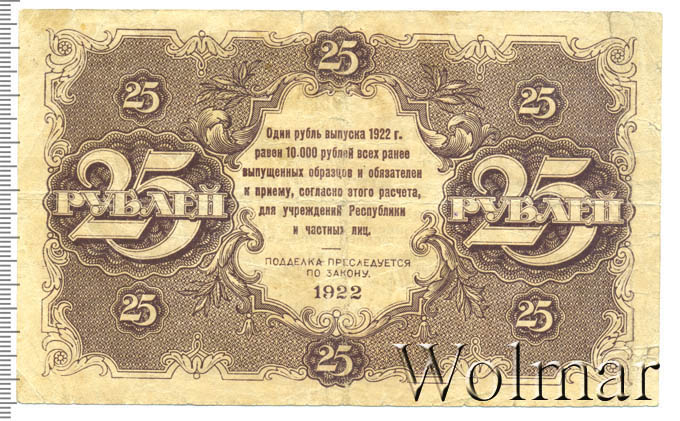 25
25 25
Один рубль выпуска 1922 г.
равен 10.000 рублей всех ранее
выпущенных образцов и обязателен
к приему, согласно этого расчета,
для учреждений Республики
и частных лиц.
25 РУБЛЕЙ 25 РУБЛЕЙ
ПОДДЕЛКА ПРЕСЛЕДУЕТСЯ
ПО ЗАКОНУ.
1922
25 25
25
Wolmar